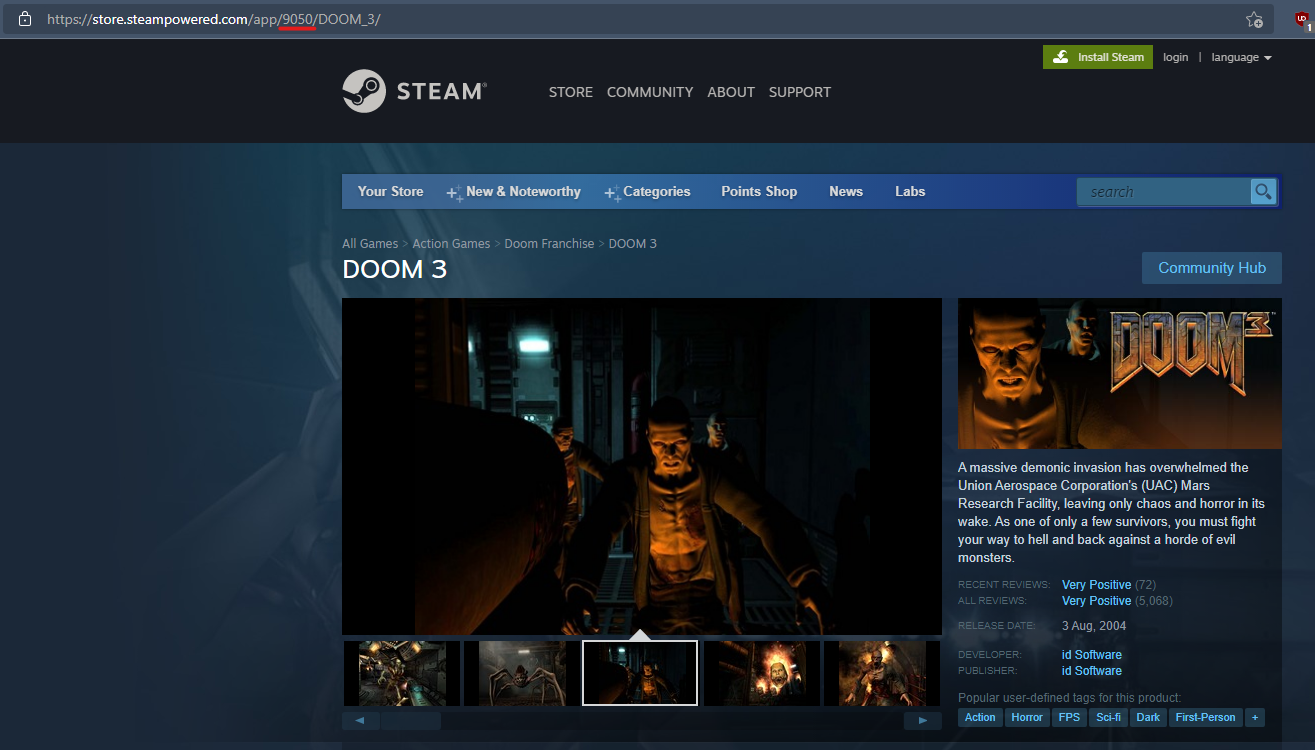 https://store.steampowered.com/app/9050/DOOM_3/
1
Install Steam login | language
STEAM®
STORE COMMUNITY ABOUT SUPPORT
Your Store New & Noteworthy Categories Points Shop News Labs search
All Games > Action Games > Doom Franchise > DOOM 3
DOOM 3
Community Hub
DOOM 3
A massive demonic invasion has overwhelmed the
Union Aerospace Corporation's (UAC) Mars
Research Facility, leaving only chaos and horror in its
wake. As one of only a few survivors, you must fight
your way to hell and back against a horde of evil
monsters.
RECENT REVIEWS: Very Positive (72)
ALL REVIEWS: Very Positive (5,068)
RELEASE DATE: 3 Aug, 2004
DEVELOPER: id Software
PUBLISHER: id Software
Popular user-defined tags for this product:
Action Horror FPS Sci-fi Dark First-Person +